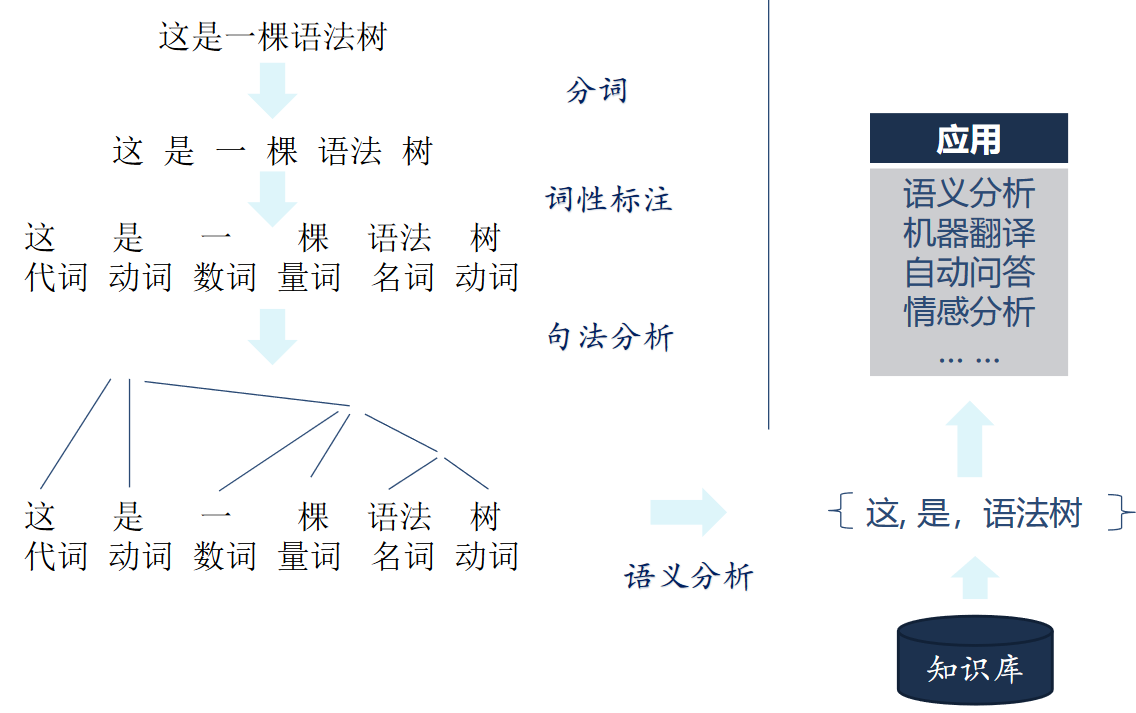 这是一棵语法树
分词
这 是 一 棵 语法 树
词性标注
这 是 一 棵 语法 树
代词 动词 数词 量词 名词 动词
句法分析
这 是 一 棵 语法 树
代词 动词 数词 量词 名词 动词
语义分析
应用
语义分析
机器翻译
自动问答
情感分析
... ...
{ 这, 是，语法树 }
知识库